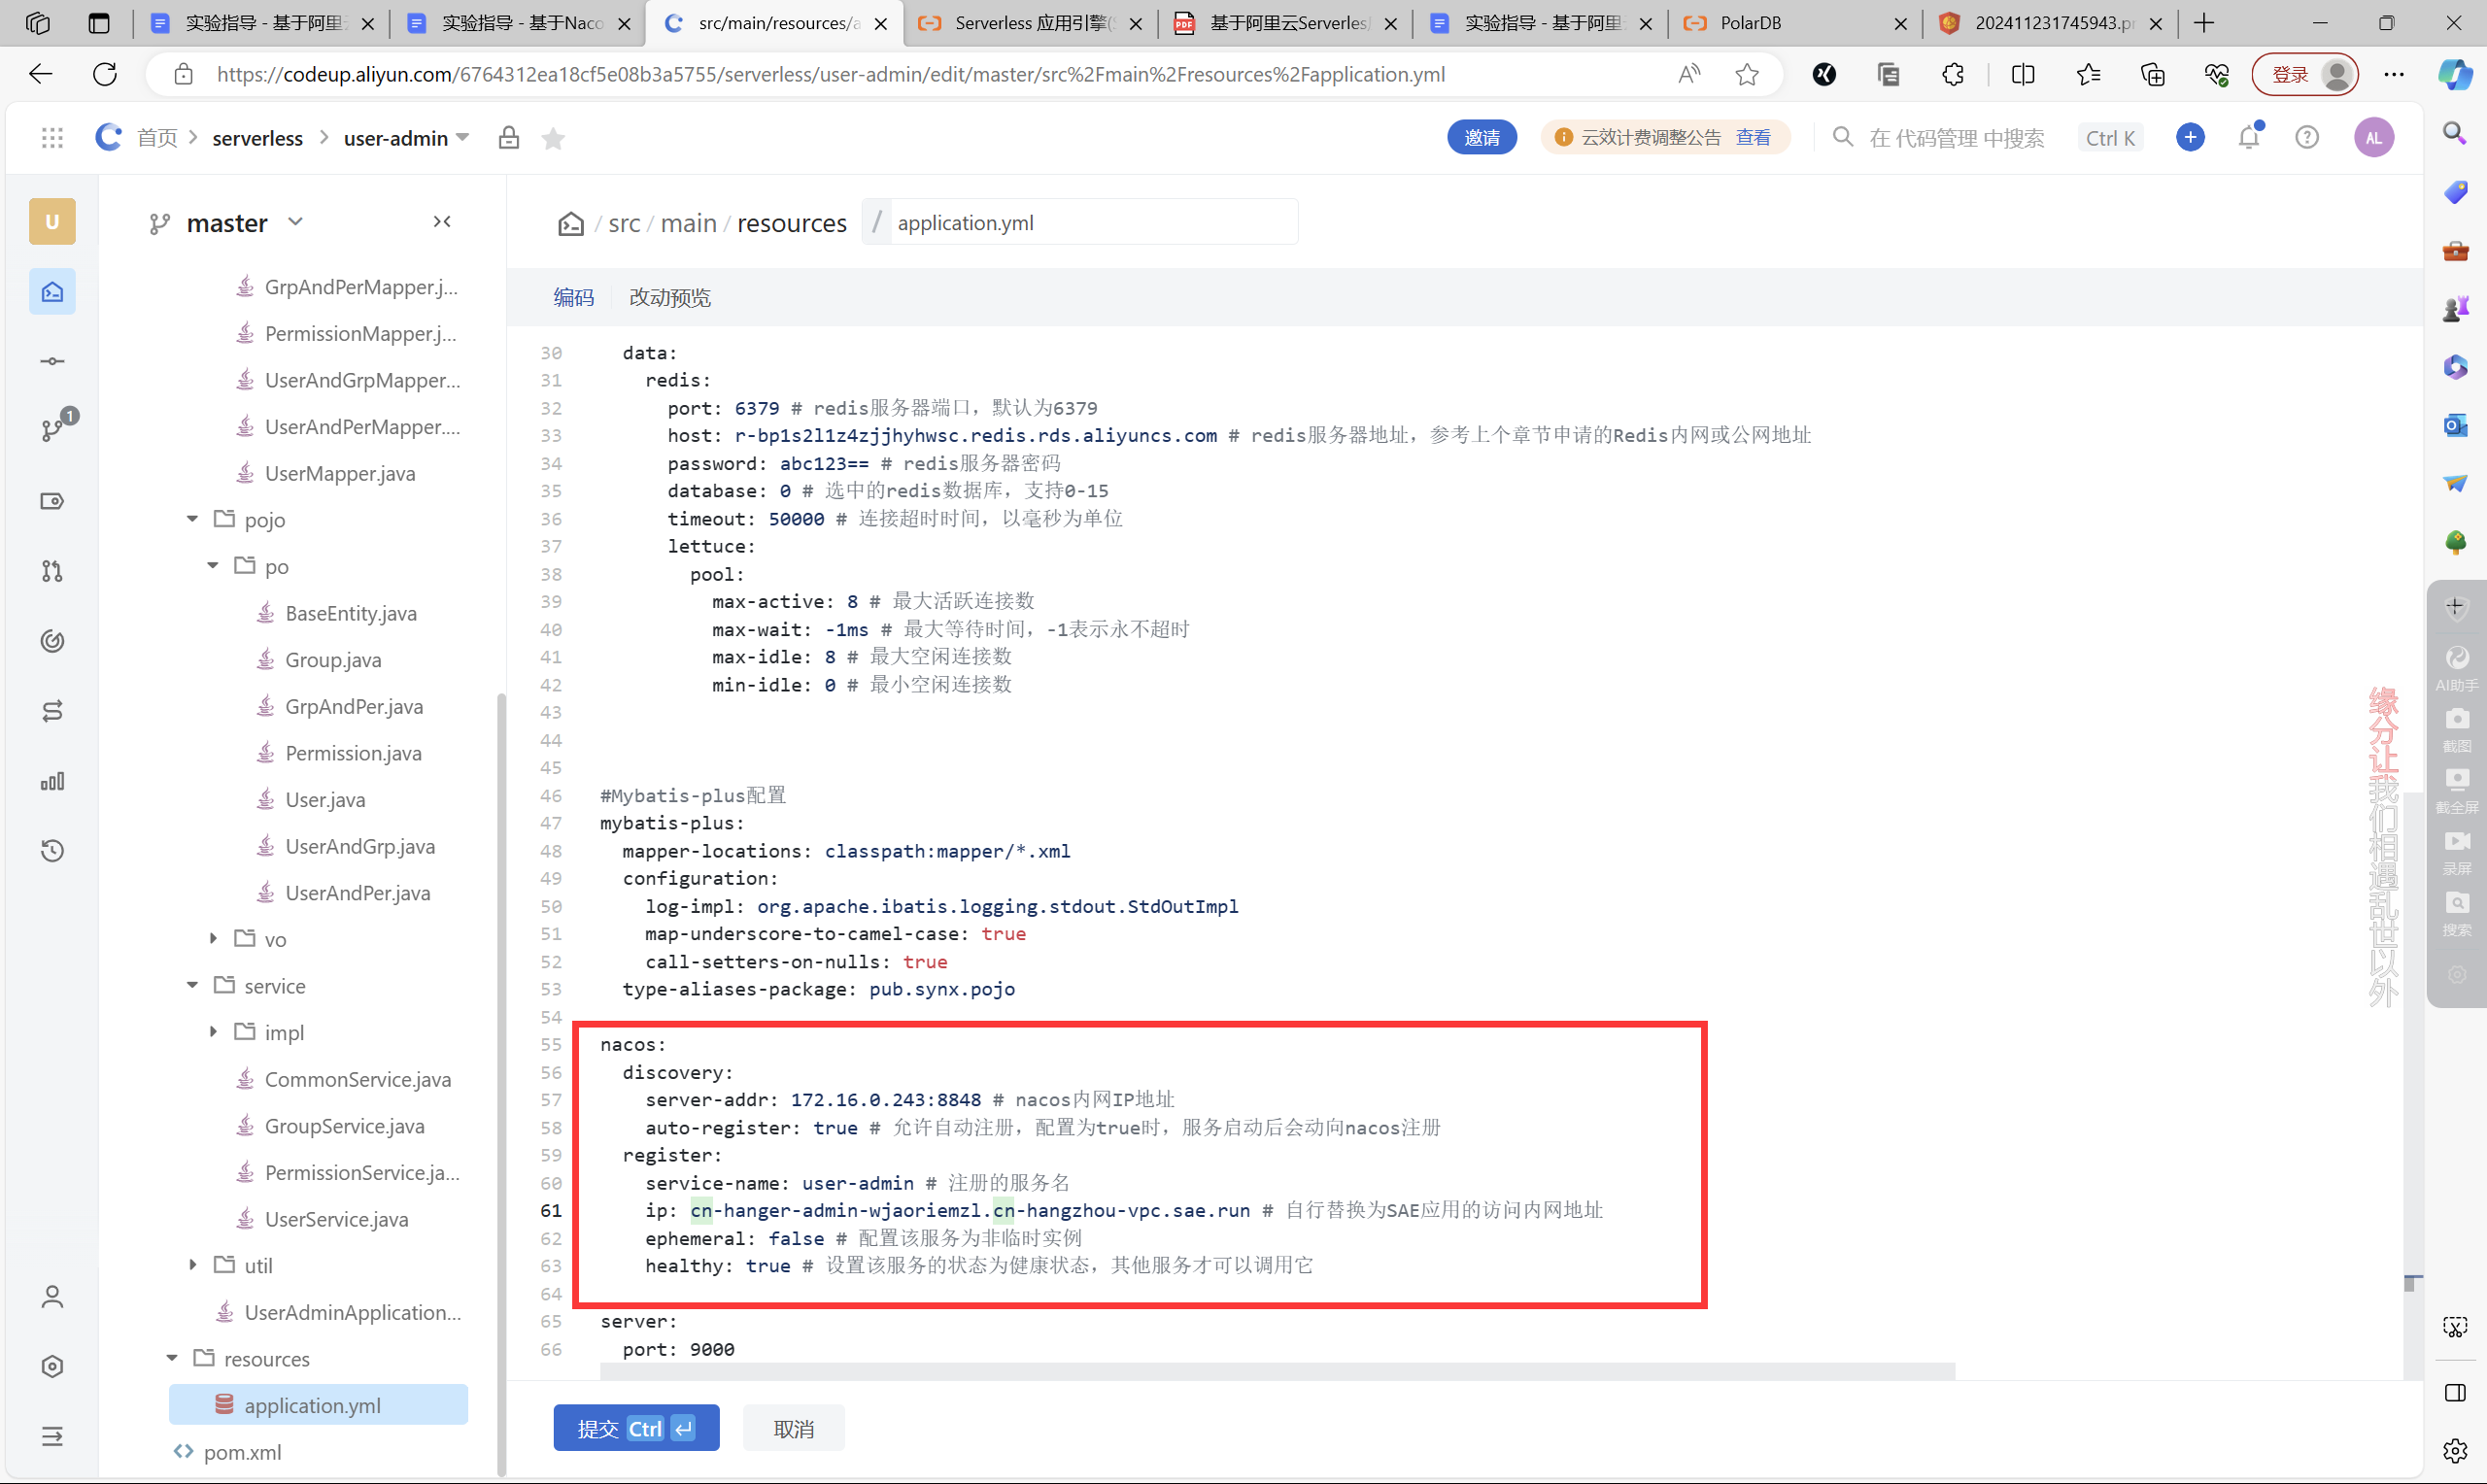 实验指导 - 基于阿里
实验指导 - 基于Naco
src/main/resources/a
Serverless 应用引擎(S
基于阿里云Serverless
实验指导 - 基于阿里
PolarDB
202411231745943.pn
https://codeup.aliyun.com/6764312ea18cf5e08b3a5755/serverless/user-admin/edit/master/src%2Fmain%2Fresources%2Fapplication.yml
登录
首页 > serverless > user-admin
邀请
云效计费调整公告 查看
在 代码管理 中搜索 Ctrl K
AL
U
1
master
GrpAndPerMapper.j...
PermissionMapper.j...
UserAndGrpMapper...
UserAndPerMapper....
UserMapper.java
pojo
po
BaseEntity.java
Group.java
GrpAndPer.java
Permission.java
User.java
UserAndGrp.java
UserAndPer.java
vo
service
impl
CommonService.java
GroupService.java
PermissionService.ja...
UserService.java
util
UserAdminApplication...
resources
application.yml
pom.xml
/ src / main / resources / application.yml
编码 改动预览
30 data:
31 redis:
32 port: 6379 # redis服务器端口，默认为6379
33 host: r-bp1s2l1z4zjjhyhwsc.redis.rds.aliyuncs.com # redis服务器地址，参考上个章节申请的Redis内网或公网地址
34 password: abc123== # redis服务器密码
35 database: 0 # 选中的redis数据库，支持0-15
36 timeout: 50000 # 连接超时时间，以毫秒为单位
37 lettuce:
38 pool:
39 max-active: 8 # 最大活跃连接数
40 max-wait: -1ms # 最大等待时间，-1表示永不超时
41 max-idle: 8 # 最大空闲连接数
42 min-idle: 0 # 最小空闲连接数
43
44
45
46 #Mybatis-plus配置
47 mybatis-plus:
48 mapper-locations: classpath:mapper/*.xml
49 configuration:
50 log-impl: org.apache.ibatis.logging.stdout.StdOutImpl
51 map-underscore-to-camel-case: true
52 call-setters-on-nulls: true
53 type-aliases-package: pub.synx.pojo
54
55 nacos:
56 discovery:
57 server-addr: 172.16.0.243:8848 # nacos内网IP地址
58 auto-register: true # 允许自动注册，配置为true时，服务启动后会动向nacos注册
59 register:
60 service-name: user-admin # 注册的服务名
61 ip: cn-hanger-admin-wjaoriemzl.cn-hangzhou-vpc.sae.run # 自行替换为SAE应用的访问内网地址
62 ephemeral: false # 配置该服务为非临时实例
63 healthy: true # 设置该服务的状态为健康状态，其他服务才可以调用它
64
65 server:
66 port: 9000
提交 Ctrl ↵
取消
缘分让我们相遇乱世以外
AI助手
截图
截全屏
录屏
搜索